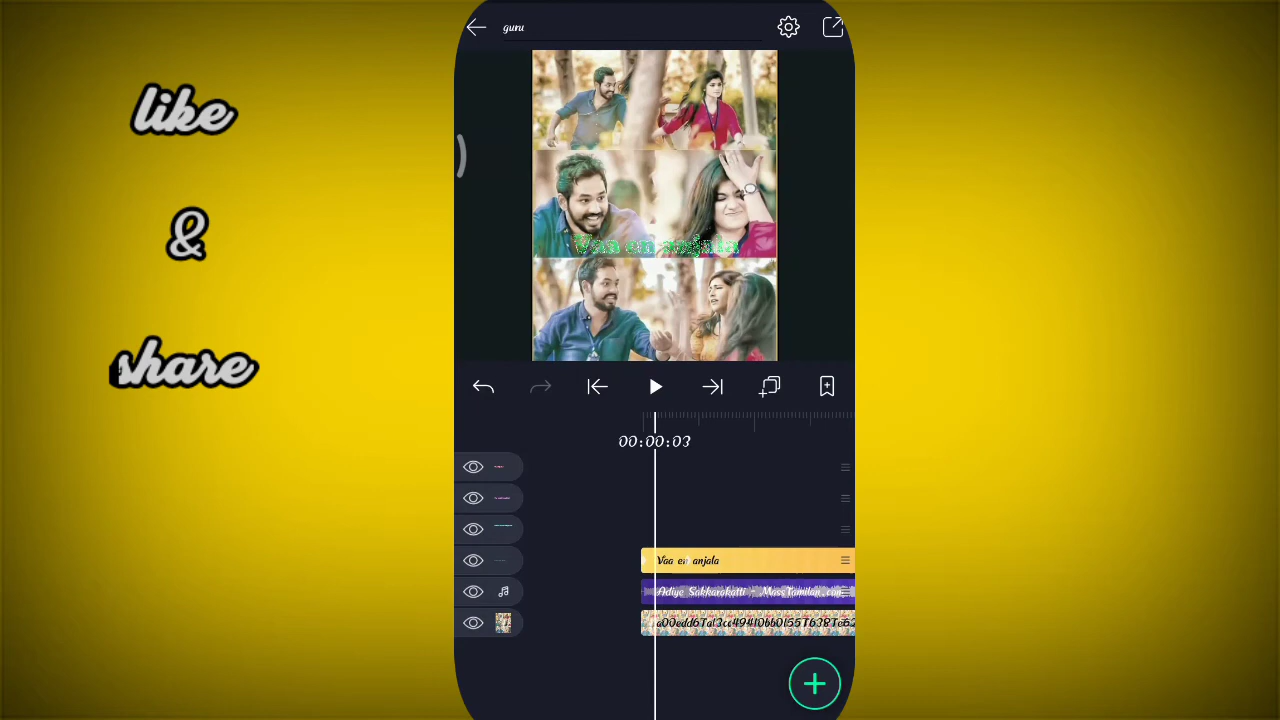 guru
like
&
share
Vaa en anjala
00:00:03
Vaa en anjala
Adiye Sakkarakatti - MassTamilan.com